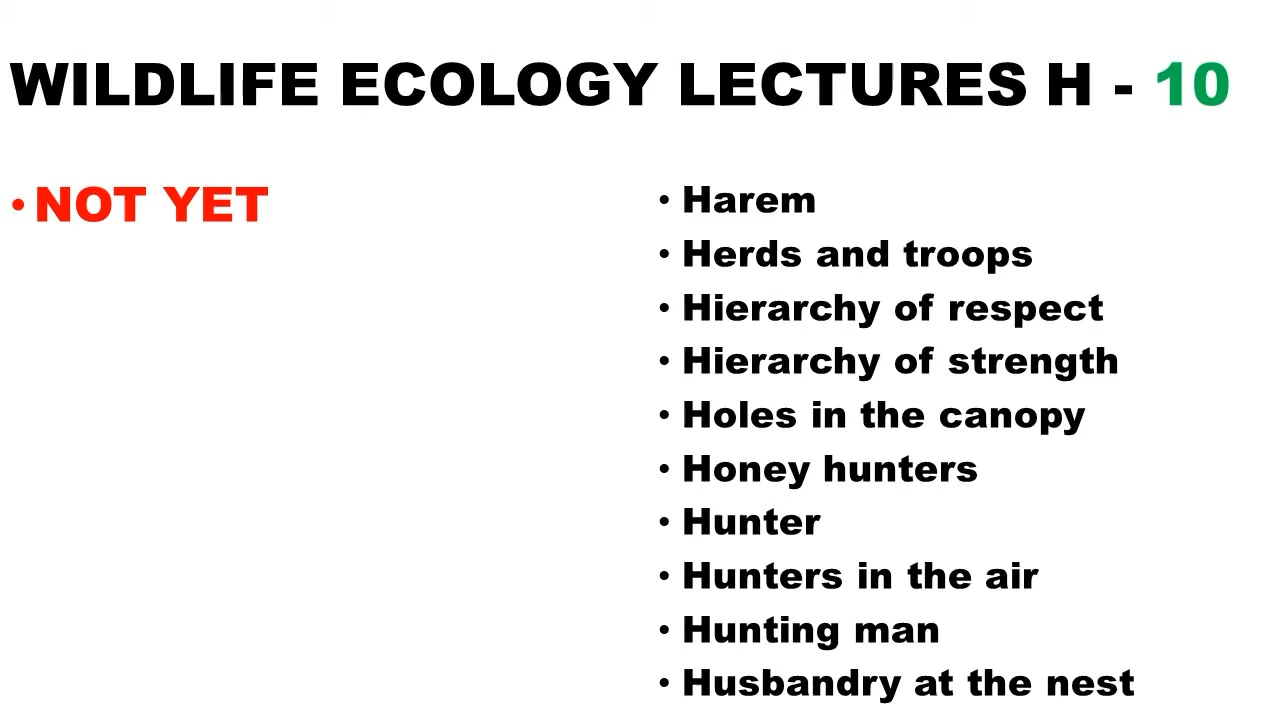 WILDLIFE ECOLOGY LECTURES H - 10
• NOT YET
• Harem
• Herds and troops
• Hierarchy of respect
• Hierarchy of strength
• Holes in the canopy
• Honey hunters
• Hunter
• Hunters in the air
• Hunting man
• Husbandry at the nest